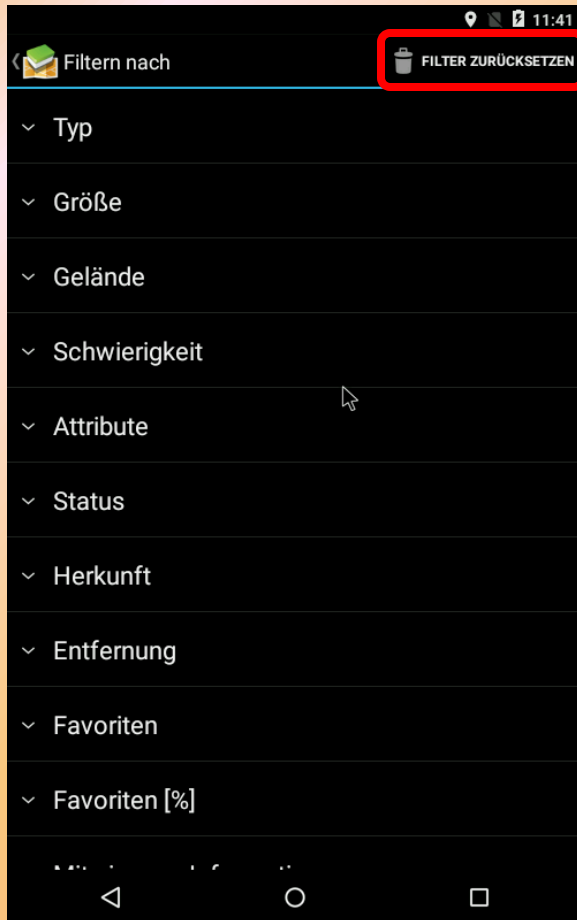 11:41
Filtern nach
FILTER ZURÜCKSETZEN
Typ
Größe
Gelände
Schwierigkeit
Attribute
Status
Herkunft
Entfernung
Favoriten
Favoriten [%]